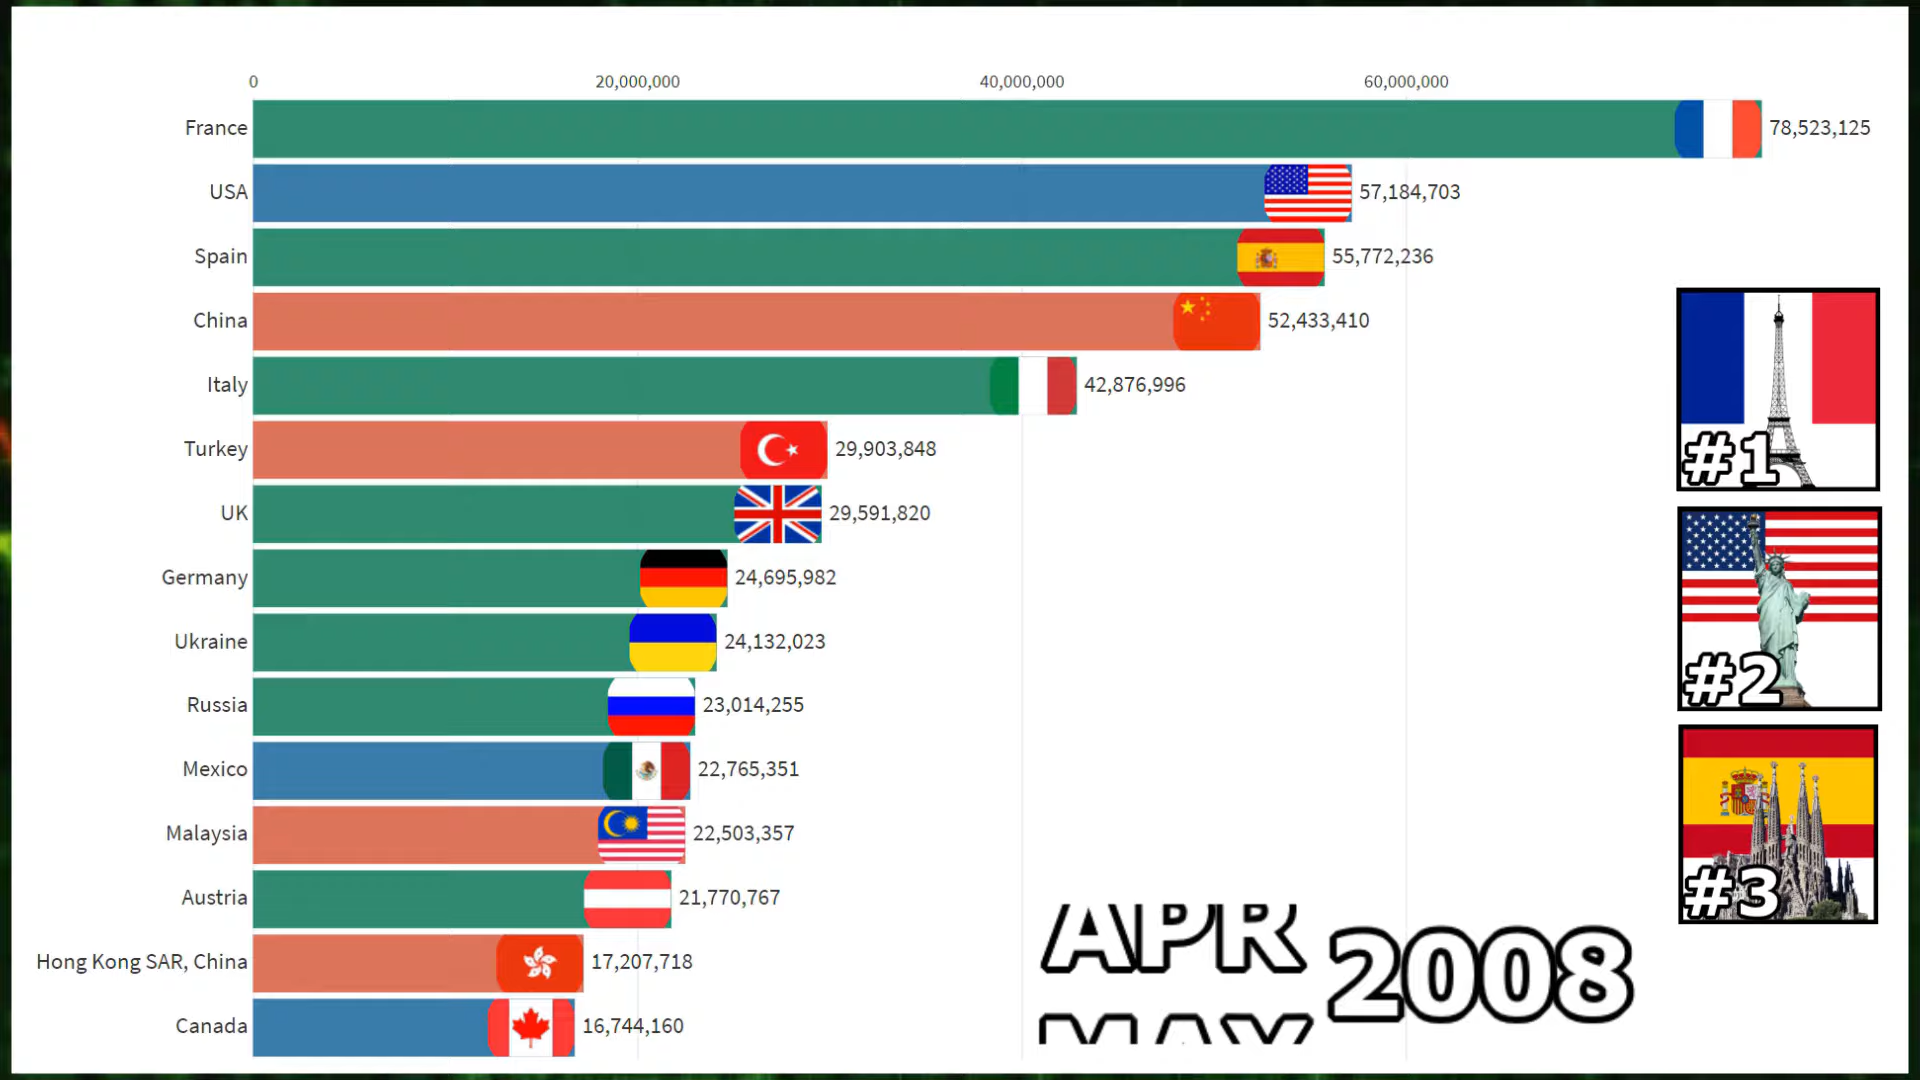 0 20,000,000 40,000,000 60,000,000
France 78,523,125
USA 57,184,703
Spain 55,772,236
China 52,433,410
Italy 42,876,996
Turkey 29,903,848
UK 29,591,820
Germany 24,695,982
Ukraine 24,132,023
Russia 23,014,255
Mexico 22,765,351
Malaysia 22,503,357
Austria 21,770,767
Hong Kong SAR, China 17,207,718
Canada 16,744,160
#1
#2
#3
APR 2008
MAY